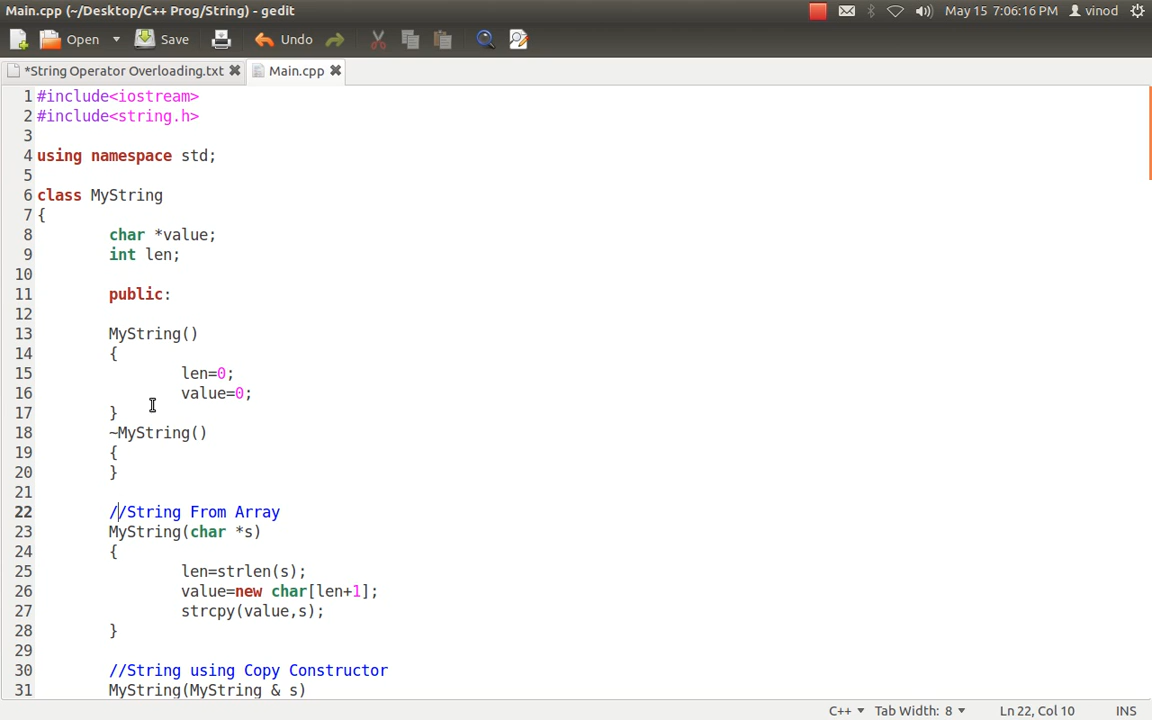 Main.cpp (~/Desktop/C++ Prog/String) - gedit
May 15 7:06:16 PM vinod
Open Save Undo
*String Operator Overloading.txt Main.cpp
1 #include<iostream>
2 #include<string.h>
3
4 using namespace std;
5
6 class MyString
7 {
8 char *value;
9 int len;
10
11 public:
12
13 MyString()
14 {
15 len=0;
16 value=0;
17 }
18 ~MyString()
19 {
20 }
21
22 //String From Array
23 MyString(char *s)
24 {
25 len=strlen(s);
26 value=new char[len+1];
27 strcpy(value,s);
28 }
29
30 //String using Copy Constructor
31 MyString(MyString & s)
C++ Tab Width: 8 Ln 22, Col 10 INS